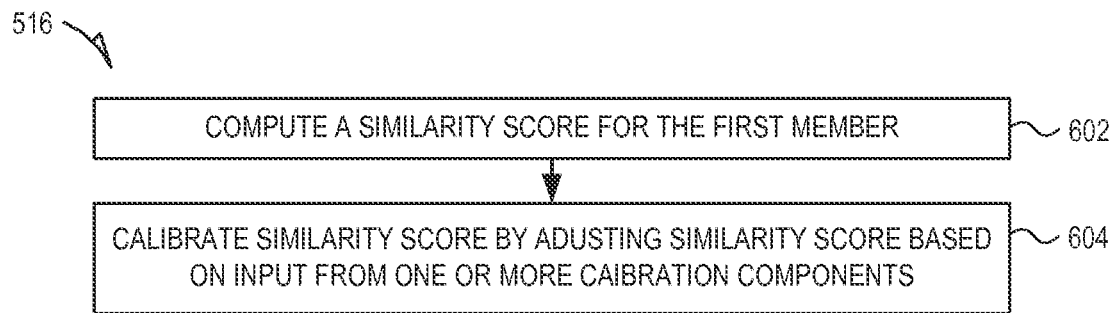 516
COMPUTE A SIMILARITY SCORE FOR THE FIRST MEMBER
602
CALIBRATE SIMILARITY SCORE BY ADUSTING SIMILARITY SCORE BASED
ON INPUT FROM ONE OR MORE CAIBRATION COMPONENTS
604